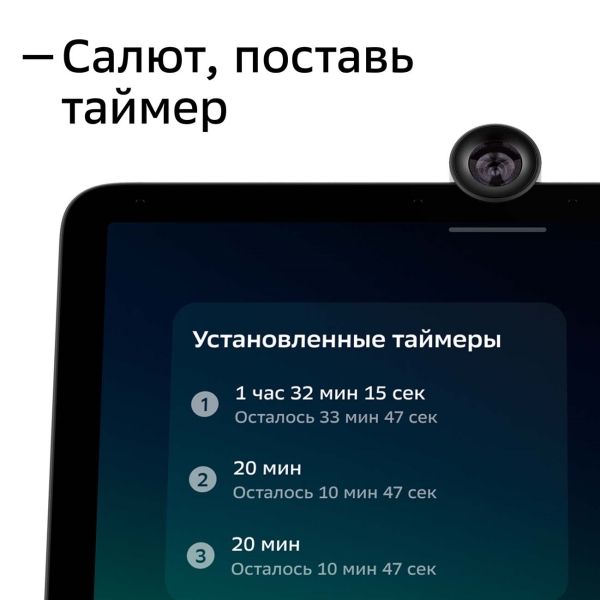 — Салют, поставь
таймер
Установленные таймеры
1
1 час 32 мин 15 сек
Осталось 33 мин 47 сек
2
20 мин
Осталось 10 мин 47 сек
3
20 мин
Осталось 10 мин 47 сек